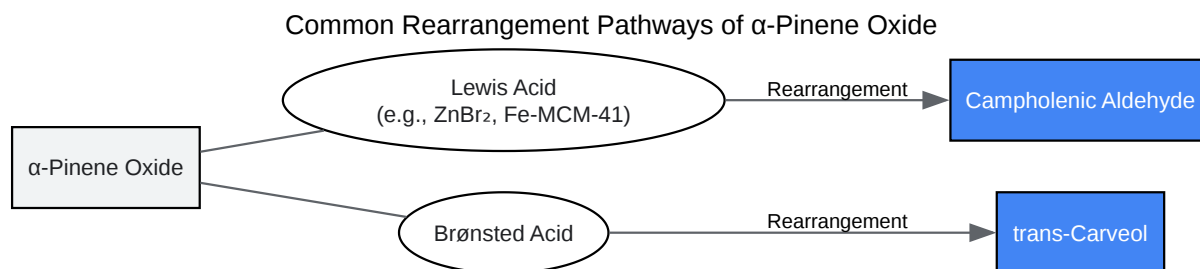 Common Rearrangement Pathways of α-Pinene Oxide
Lewis Acid
(e.g., ZnBr₂, Fe-MCM-41)
Rearrangement
Campholenic Aldehyde
α-Pinene Oxide
Brønsted Acid
Rearrangement
trans-Carveol